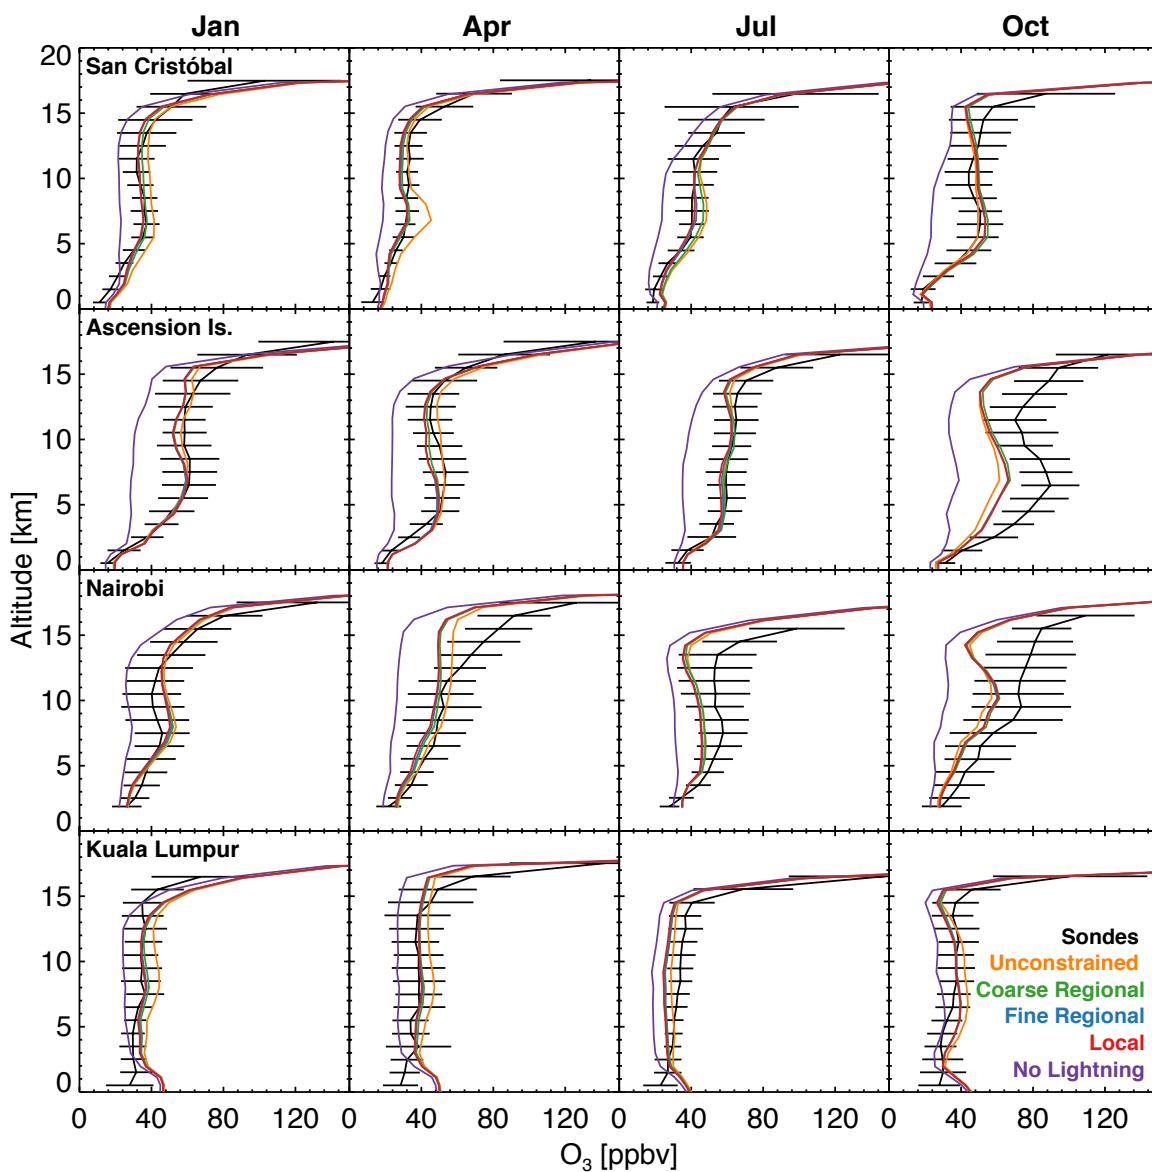 Jan Apr Jul Oct
San Cristóbal
20
15
10
5
0
Ascension Is.
15
10
5
0
Nairobi
15
10
5
0
Kuala Lumpur
15
10
5
0
Altitude [km]
Sondes
Unconstrained
Coarse Regional
Fine Regional
Local
No Lightning
0 40 80 120 0 40 80 120 0 40 80 120 0 40 80 120
O₃ [ppbv]